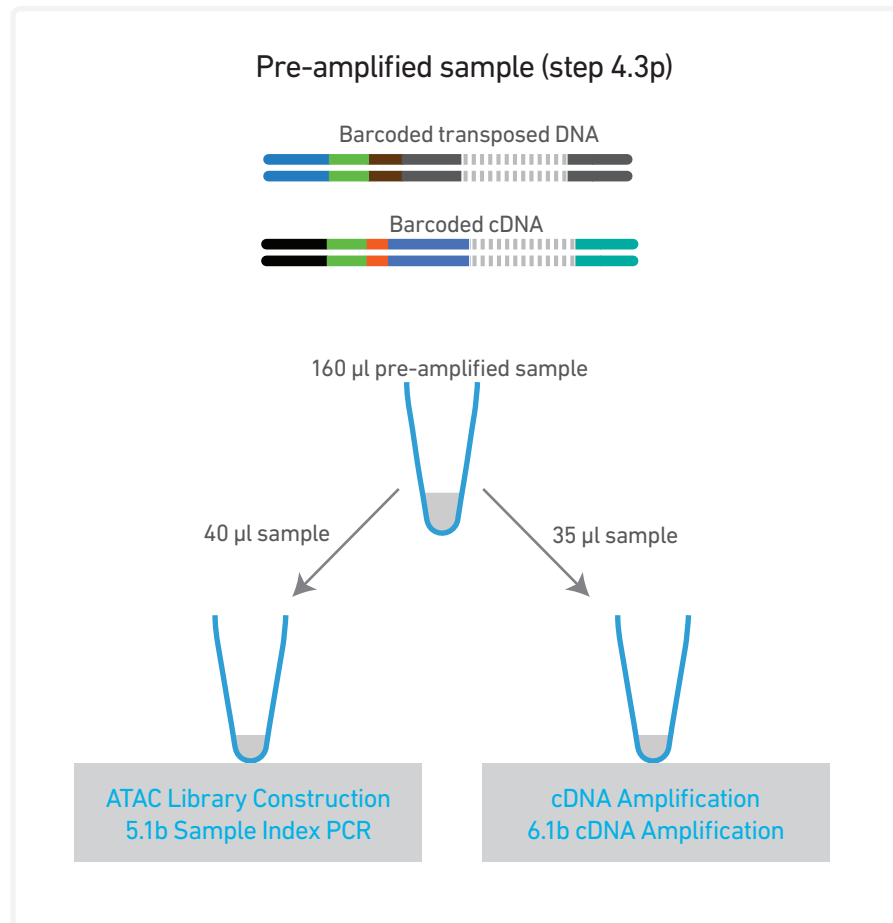 Pre-amplified sample (step 4.3p)
Barcoded transposed DNA
Barcoded cDNA
160 µl pre-amplified sample
40 µl sample
35 µl sample
ATAC Library Construction
5.1b Sample Index PCR
cDNA Amplification
6.1b cDNA Amplification